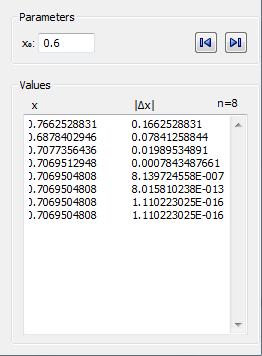 Parameters
x₀: 0.6
Values
x |Δx| n=8
0.7662528831 0.1662528831
0.6878402946 0.07841258844
0.7077356436 0.01989534891
0.7069512948 0.0007843487661
0.7069504808 8.139724558E-007
0.7069504808 8.015810238E-013
0.7069504808 1.110223025E-016
0.7069504808 1.110223025E-016